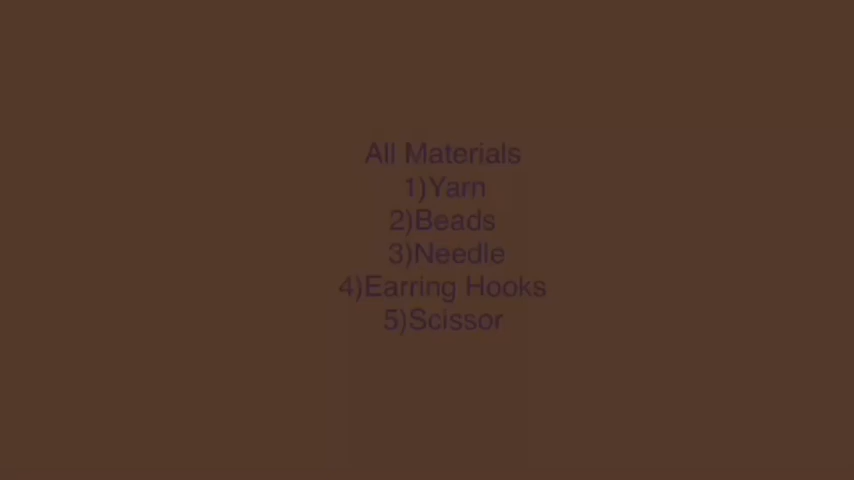 All Materials
1)Yarn
2)Beads
3)Needle
4)Earring Hooks
5)Scissor